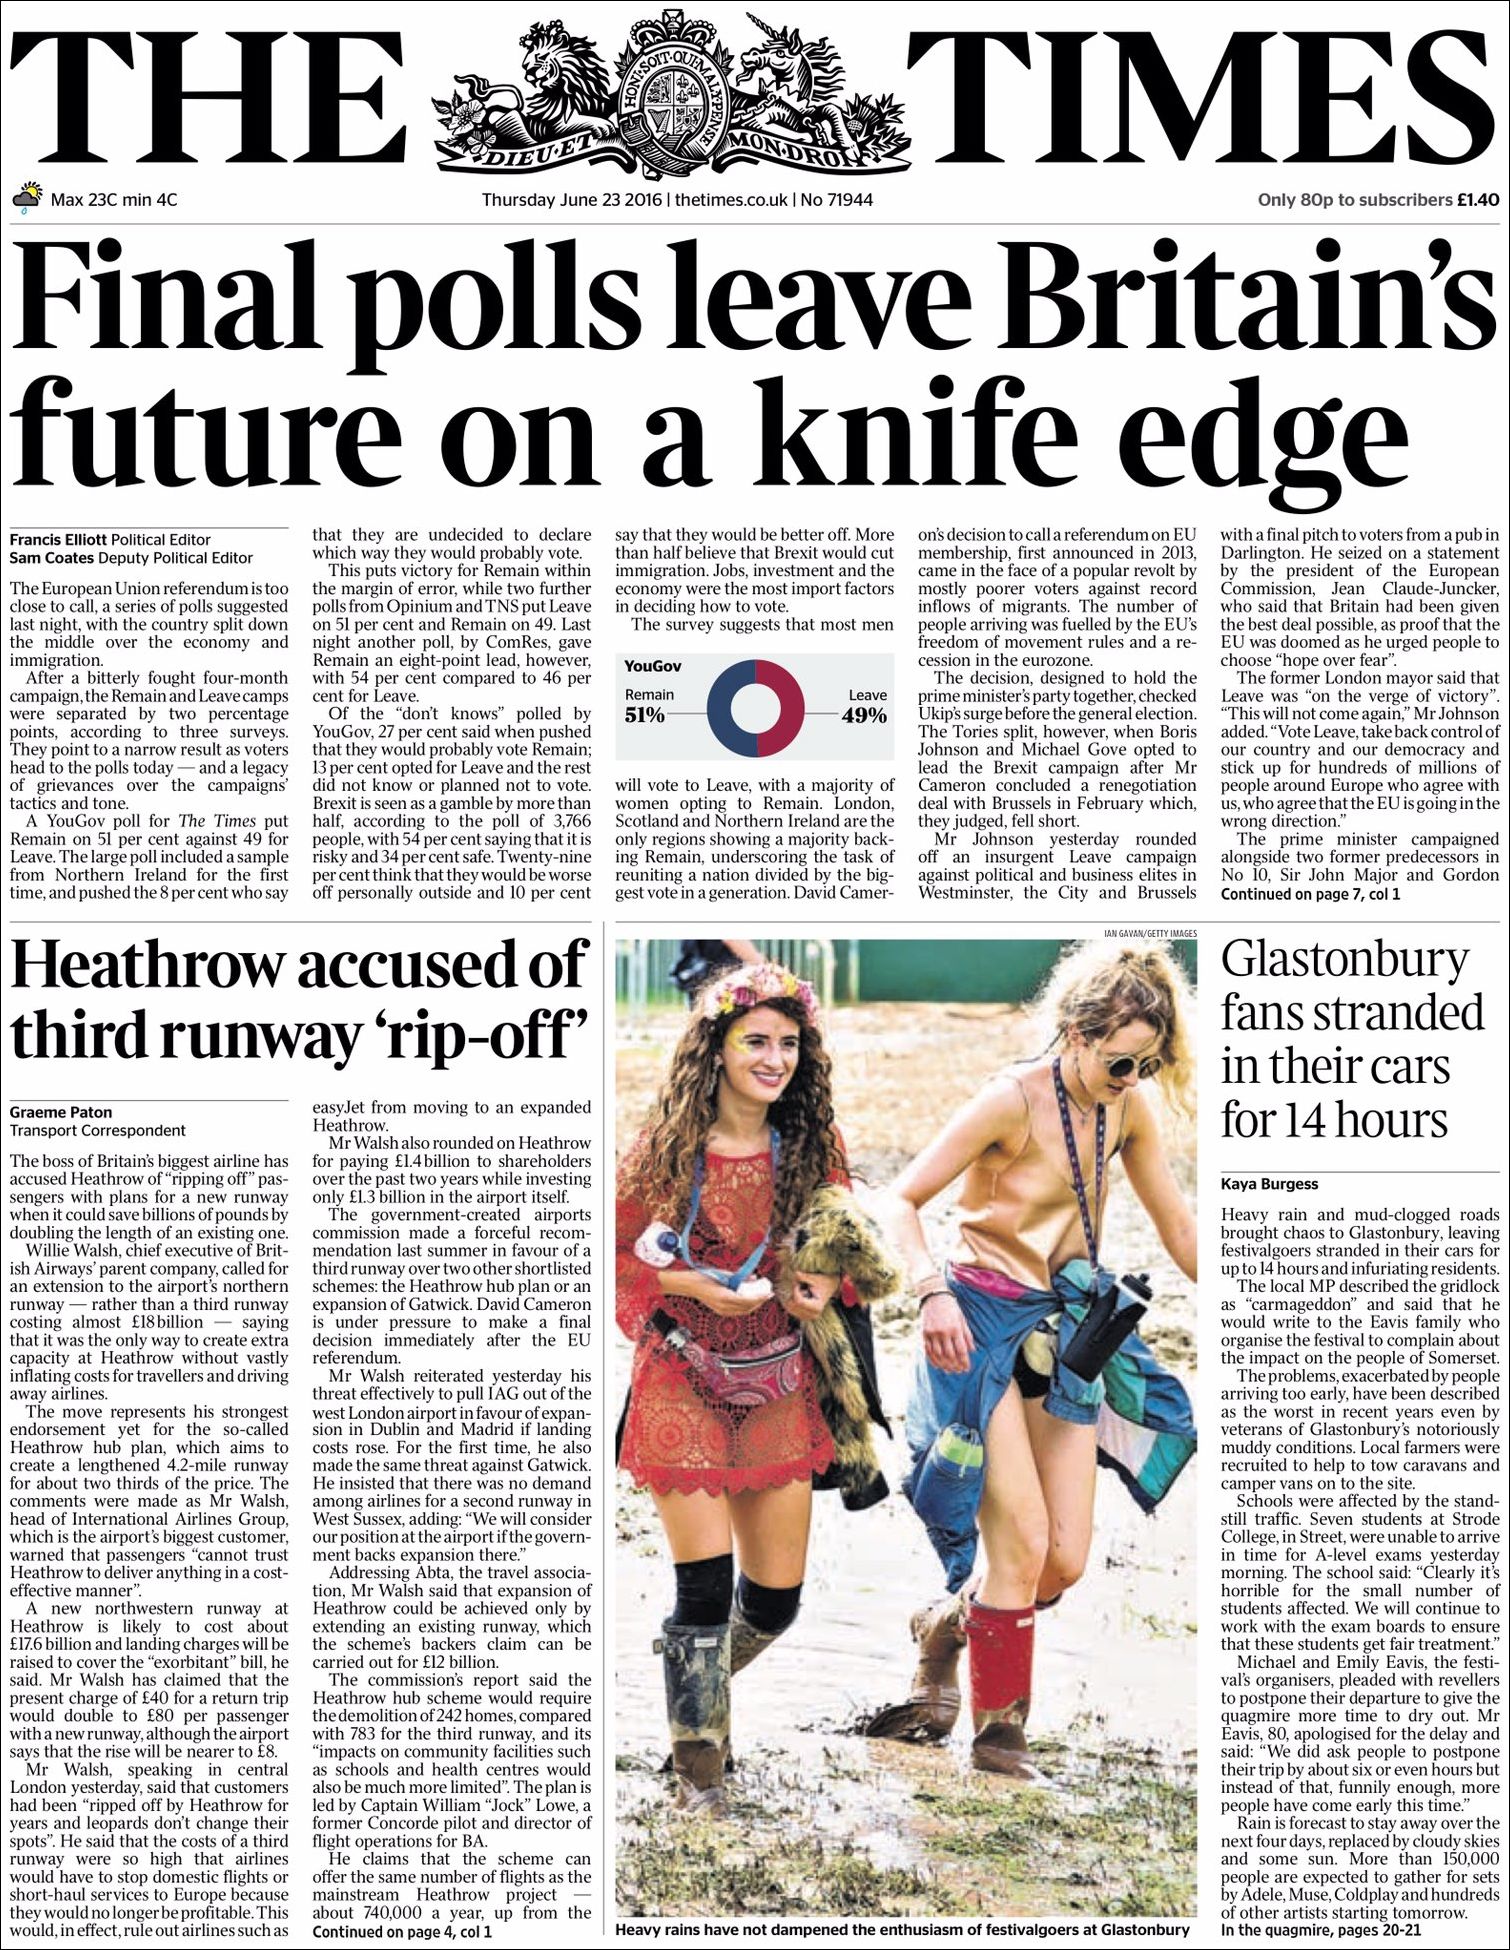 THE TIMES
HONI·SOIT·QUI·MAL·Y·PENSE
DIEU·ET MON·DROIT
Max 23C min 4C
Thursday June 23 2016 | thetimes.co.uk | No 71944
Only 80p to subscribers £1.40
Final polls leave Britain's
future on a knife edge
Francis Elliott Political Editor
Sam Coates Deputy Political Editor
The European Union referendum is too
close to call, a series of polls suggested
last night, with the country split down
the middle over the economy and
immigration.
After a bitterly fought four-month
campaign, the Remain and Leave camps
were separated by two percentage
points, according to three surveys.
They point to a narrow result as voters
head to the polls today — and a legacy
of grievances over the campaigns'
tactics and tone.
A YouGov poll for The Times put
Remain on 51 per cent against 49 for
Leave. The large poll included a sample
from Northern Ireland for the first
time, and pushed the 8 per cent who say
that they are undecided to declare
which way they would probably vote.
This puts victory for Remain within
the margin of error, while two further
polls from Opinium and TNS put Leave
on 51 per cent and Remain on 49. Last
night another poll, by ComRes, gave
Remain an eight-point lead, however,
with 54 per cent compared to 46 per
cent for Leave.
Of the “don't knows” polled by
YouGov, 27 per cent said when pushed
that they would probably vote Remain;
13 per cent opted for Leave and the rest
did not know or planned not to vote.
Brexit is seen as a gamble by more than
half, according to the poll of 3,766
people, with 54 per cent saying that it is
risky and 34 per cent safe. Twenty-nine
per cent think that they would be worse
off personally outside and 10 per cent
say that they would be better off. More
than half believe that Brexit would cut
immigration. Jobs, investment and the
economy were the most import factors
in deciding how to vote.
The survey suggests that most men
YouGov
Remain
51%
Leave
49%
will vote to Leave, with a majority of
women opting to Remain. London,
Scotland and Northern Ireland are the
only regions showing a majority back-
ing Remain, underscoring the task of
reuniting a nation divided by the big-
gest vote in a generation. David Camer-
on's decision to call a referendum on EU
membership, first announced in 2013,
came in the face of a popular revolt by
mostly poorer voters against record
inflows of migrants. The number of
people arriving was fuelled by the EU's
freedom of movement rules and a re-
cession in the eurozone.
The decision, designed to hold the
prime minister's party together, checked
Ukip's surge before the general election.
The Tories split, however, when Boris
Johnson and Michael Gove opted to
lead the Brexit campaign after Mr
Cameron concluded a renegotiation
deal with Brussels in February which,
they judged, fell short.
Mr Johnson yesterday rounded
off an insurgent Leave campaign
against political and business elites in
Westminster, the City and Brussels
with a final pitch to voters from a pub in
Darlington. He seized on a statement
by the president of the European
Commission, Jean Claude-Juncker,
who said that Britain had been given
the best deal possible, as proof that the
EU was doomed as he urged people to
choose “hope over fear”.
The former London mayor said that
Leave was “on the verge of victory”.
“This will not come again,” Mr Johnson
added. “Vote Leave, take back control of
our country and our democracy and
stick up for hundreds of millions of
people around Europe who agree with
us, who agree that the EU is going in the
wrong direction.”
The prime minister campaigned
alongside two former predecessors in
No 10, Sir John Major and Gordon
Continued on page 7, col 1
Heathrow accused of
third runway ‘rip-off’
Graeme Paton
Transport Correspondent
The boss of Britain's biggest airline has
accused Heathrow of “ripping off” pas-
sengers with plans for a new runway
when it could save billions of pounds by
doubling the length of an existing one.
Willie Walsh, chief executive of Brit-
ish Airways' parent company, called for
an extension to the airport's northern
runway — rather than a third runway
costing almost £18billion — saying
that it was the only way to create extra
capacity at Heathrow without vastly
inflating costs for travellers and driving
away airlines.
The move represents his strongest
endorsement yet for the so-called
Heathrow hub plan, which aims to
create a lengthened 4.2-mile runway
for about two thirds of the price. The
comments were made as Mr Walsh,
head of International Airlines Group,
which is the airport's biggest customer,
warned that passengers “cannot trust
Heathrow to deliver anything in a cost-
effective manner”.
A new northwestern runway at
Heathrow is likely to cost about
£17.6 billion and landing charges will be
raised to cover the “exorbitant” bill, he
said. Mr Walsh has claimed that the
present charge of £40 for a return trip
would double to £80 per passenger
with a new runway, although the airport
says that the rise will be nearer to £8.
Mr Walsh, speaking in central
London yesterday, said that customers
had been “ripped off by Heathrow for
years and leopards don't change their
spots”. He said that the costs of a third
runway were so high that airlines
would have to stop domestic flights or
short-haul services to Europe because
they would no longer be profitable. This
would, in effect, rule out airlines such as
easyJet from moving to an expanded
Heathrow.
Mr Walsh also rounded on Heathrow
for paying £1.4 billion to shareholders
over the past two years while investing
only £1.3 billion in the airport itself.
The government-created airports
commission made a forceful recom-
mendation last summer in favour of a
third runway over two other shortlisted
schemes: the Heathrow hub plan or an
expansion of Gatwick. David Cameron
is under pressure to make a final
decision immediately after the EU
referendum.
Mr Walsh reiterated yesterday his
threat effectively to pull IAG out of the
west London airport in favour of expan-
sion in Dublin and Madrid if landing
costs rose. For the first time, he also
made the same threat against Gatwick.
He insisted that there was no demand
among airlines for a second runway in
West Sussex, adding: “We will consider
our position at the airport if the govern-
ment backs expansion there.”
Addressing Abta, the travel associa-
tion, Mr Walsh said that expansion of
Heathrow could be achieved only by
extending an existing runway, which
the scheme's backers claim can be
carried out for £12 billion.
The commission's report said the
Heathrow hub scheme would require
the demolition of 242 homes, compared
with 783 for the third runway, and its
“impacts on community facilities such
as schools and health centres would
also be much more limited”. The plan is
led by Captain William “Jock” Lowe, a
former Concorde pilot and director of
flight operations for BA.
He claims that the scheme can
offer the same number of flights as the
mainstream Heathrow project —
about 740,000 a year, up from the
Continued on page 4, col 1
IAN GAVAN/GETTY IMAGES
Heavy rains have not dampened the enthusiasm of festivalgoers at Glastonbury
Glastonbury
fans stranded
in their cars
for 14 hours
Kaya Burgess
Heavy rain and mud-clogged roads
brought chaos to Glastonbury, leaving
festivalgoers stranded in their cars for
up to 14 hours and infuriating residents.
The local MP described the gridlock
as “carmageddon” and said that he
would write to the Eavis family who
organise the festival to complain about
the impact on the people of Somerset.
The problems, exacerbated by people
arriving too early, have been described
as the worst in recent years even by
veterans of Glastonbury's notoriously
muddy conditions. Local farmers were
recruited to help to tow caravans and
camper vans on to the site.
Schools were affected by the stand-
still traffic. Seven students at Strode
College, in Street, were unable to arrive
in time for A-level exams yesterday
morning. The school said: “Clearly it's
horrible for the small number of
students affected. We will continue to
work with the exam boards to ensure
that these students get fair treatment.”
Michael and Emily Eavis, the festi-
val's organisers, pleaded with revellers
to postpone their departure to give the
quagmire more time to dry out. Mr
Eavis, 80, apologised for the delay and
said: “We did ask people to postpone
their trip by about six or even hours but
instead of that, funnily enough, more
people have come early this time.”
Rain is forecast to stay away over the
next four days, replaced by cloudy skies
and some sun. More than 150,000
people are expected to gather for sets
by Adele, Muse, Coldplay and hundreds
of other artists starting tomorrow.
In the quagmire, pages 20-21